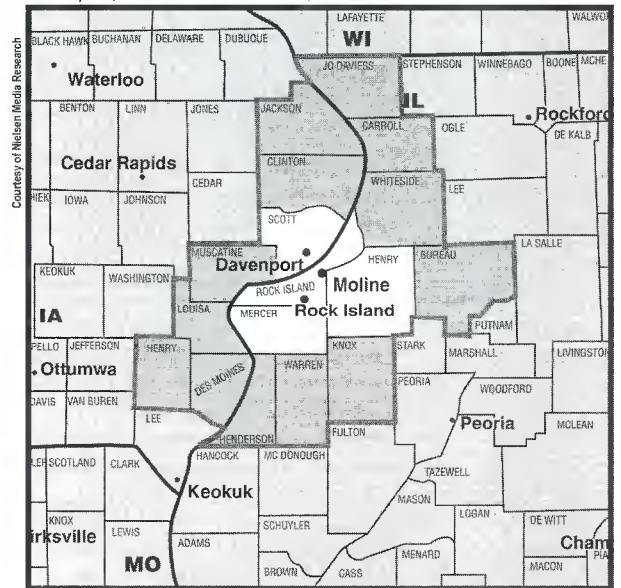 Courtesy of Nielsen Media Research
LAFAYETTE
WALWO
WI
BLACK HAWK
BUCHANAN
DELAWARE
DUBUQUE
JO DAVIESS
STEPHENSON
WINNEBAGO
BOONE
MCHE
Waterloo
BENTON
LINN
JONES
JACKSON
IL
Rockford
CARROLL
OGLE
DE KALB
CLINTON
Cedar Rapids
CEDAR
WHITESIDE
LEE
IOWA
JOHNSON
SCOTT
LA SALLE
MUSCATINE
HENRY
BUREAU
Davenport
KEOKUK
WASHINGTON
ROCK ISLAND
Moline
LOUISA
MERCER
Rock Island
IA
PUTNAM
PELLO
JEFFERSON
HENRY
KNOX
STARK
MARSHALL
LIVINGSTON
Ottumwa
DES MOINES
WARREN
PEORIA
WOODFORD
DAVIS
VAN BUREN
LEE
HENDERSON
FULTON
Peoria
MCLEAN
SCOTLAND
CLARK
HANCOCK
MC DONOUGH
TAZEWELL
Keokuk
MASON
KNOX
LOGAN
DE WITT
irksville
LEWIS
SCHUYLER
Cham
MO
ADAMS
MENARD
PIA
BROWN
CASS
MACON